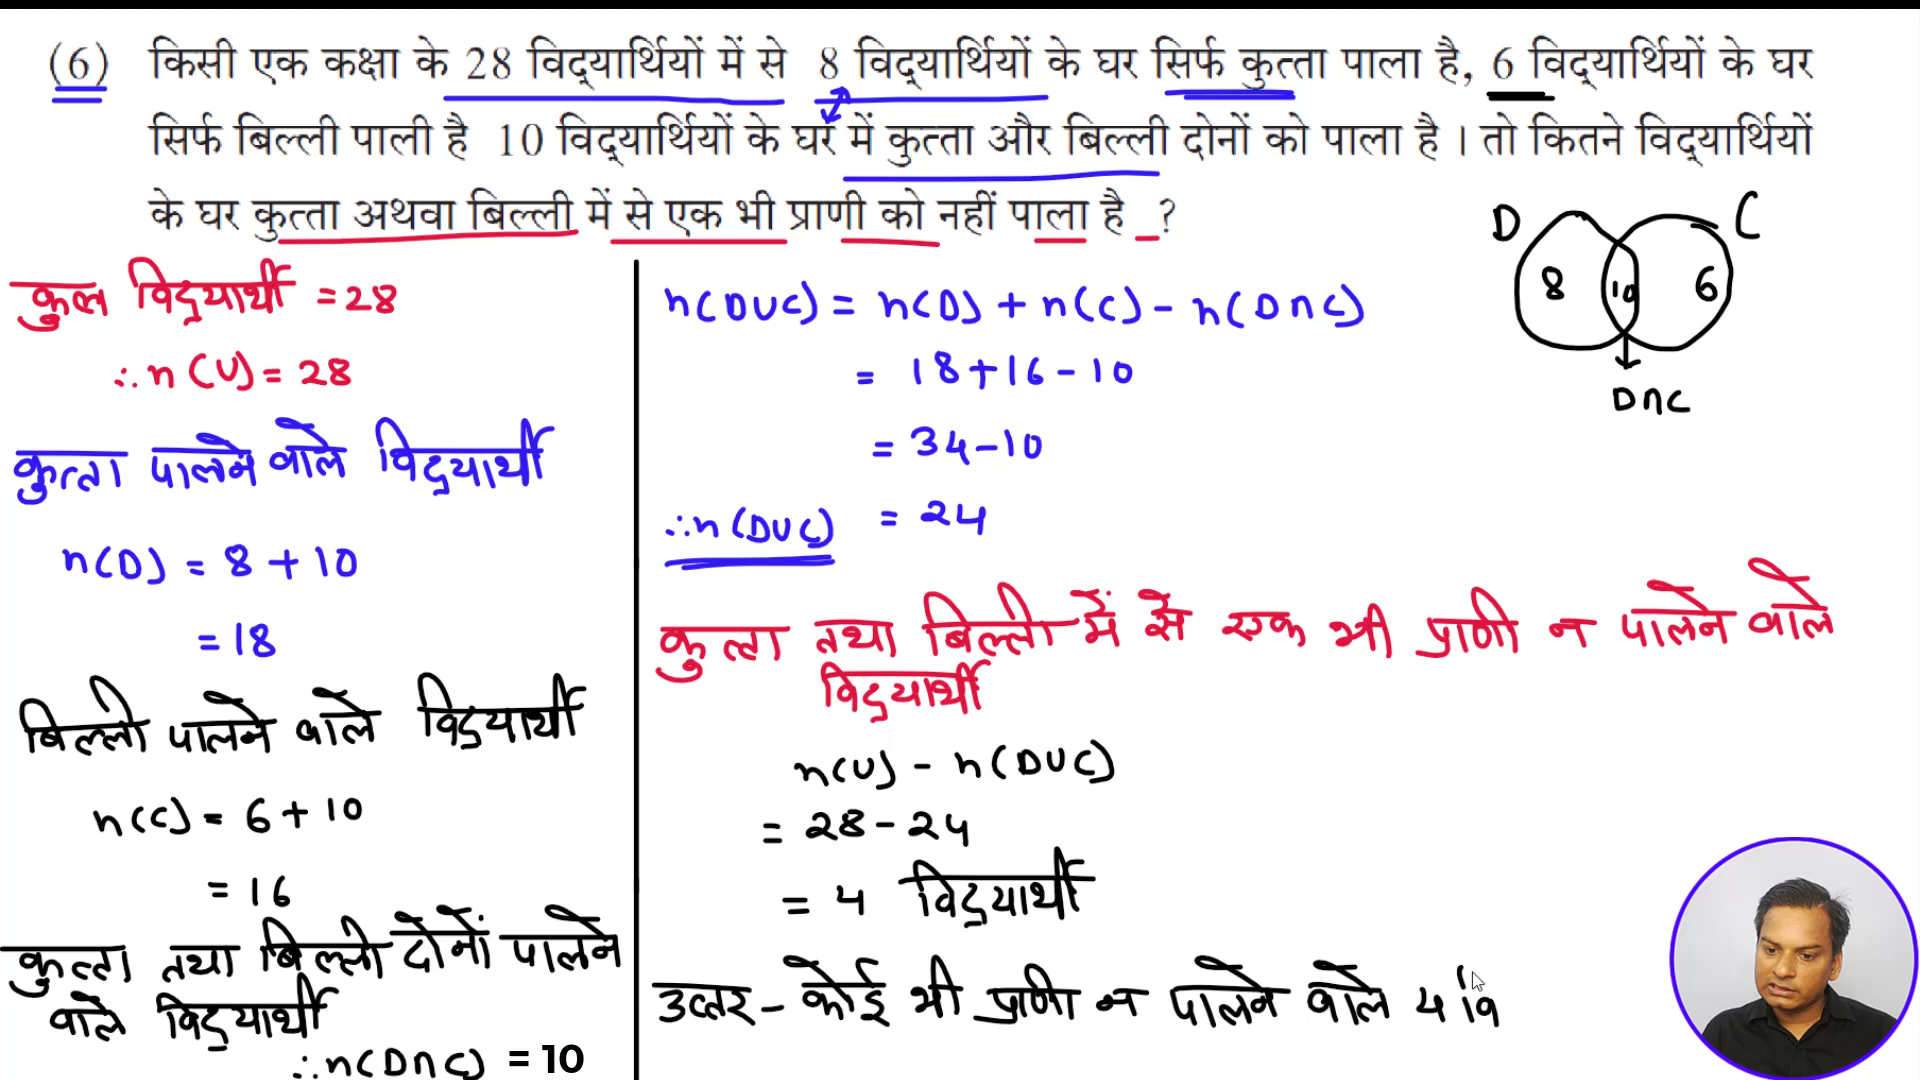 (6) किसी एक कक्षा के 28 विद्यार्थियों में से 8 विद्यार्थियों के घर सिर्फ कुत्ता पाला है, 6 विद्यार्थियों के घर
सिर्फ बिल्ली पाली है 10 विद्यार्थियों के घर में कुत्ता और बिल्ली दोनों को पाला है । तो कितने विद्यार्थियों
के घर कुत्ता अथवा बिल्ली में से एक भी प्राणी को नहीं पाला है _ ?
कुल विद्यार्थी = 28
∴ n(U) = 28
कुत्ता पालने वाले विद्यार्थी
n(D) = 8 + 10
= 18
बिल्ली पालने वाले विद्यार्थी
n(C) = 6 + 10
= 16
कुत्ता तथा बिल्ली दोनों पालने
वाले विद्यार्थी
∴ n(D∩C) = 10
n(D∪C) = n(D) + n(C) - n(D∩C)
= 18 + 16 - 10
= 34 - 10
∴ n(D∪C) = 24
कुत्ता तथा बिल्ली में से एक भी प्राणी न पालने वाले
विद्यार्थी
n(U) - n(D∪C)
= 28 - 24
= 4 विद्यार्थी
उत्तर - कोई भी प्राणी न पालने वाले 4
D C
8 10 6
D∩C